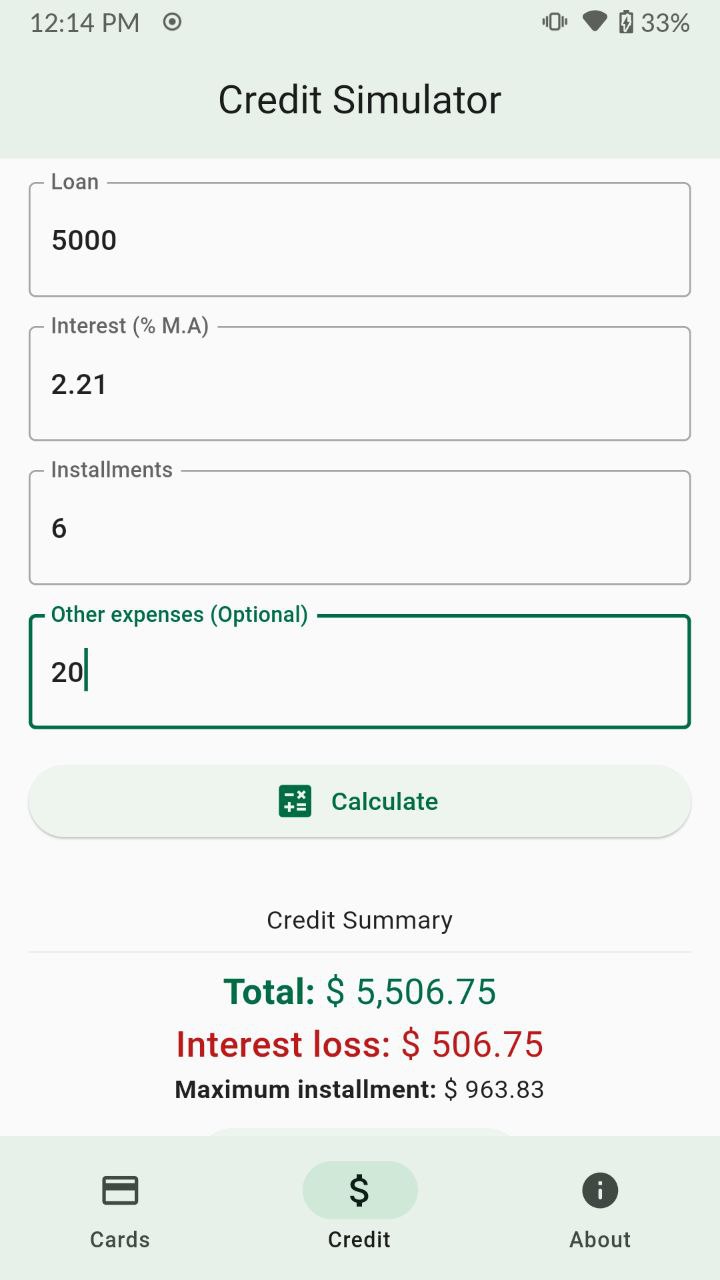 12:14 PM 33%
Credit Simulator
Loan
5000
Interest (% M.A)
2.21
Installments
6
Other expenses (Optional)
20
Calculate
Credit Summary
Total: $ 5,506.75
Interest loss: $ 506.75
Maximum installment: $ 963.83
Cards Credit About